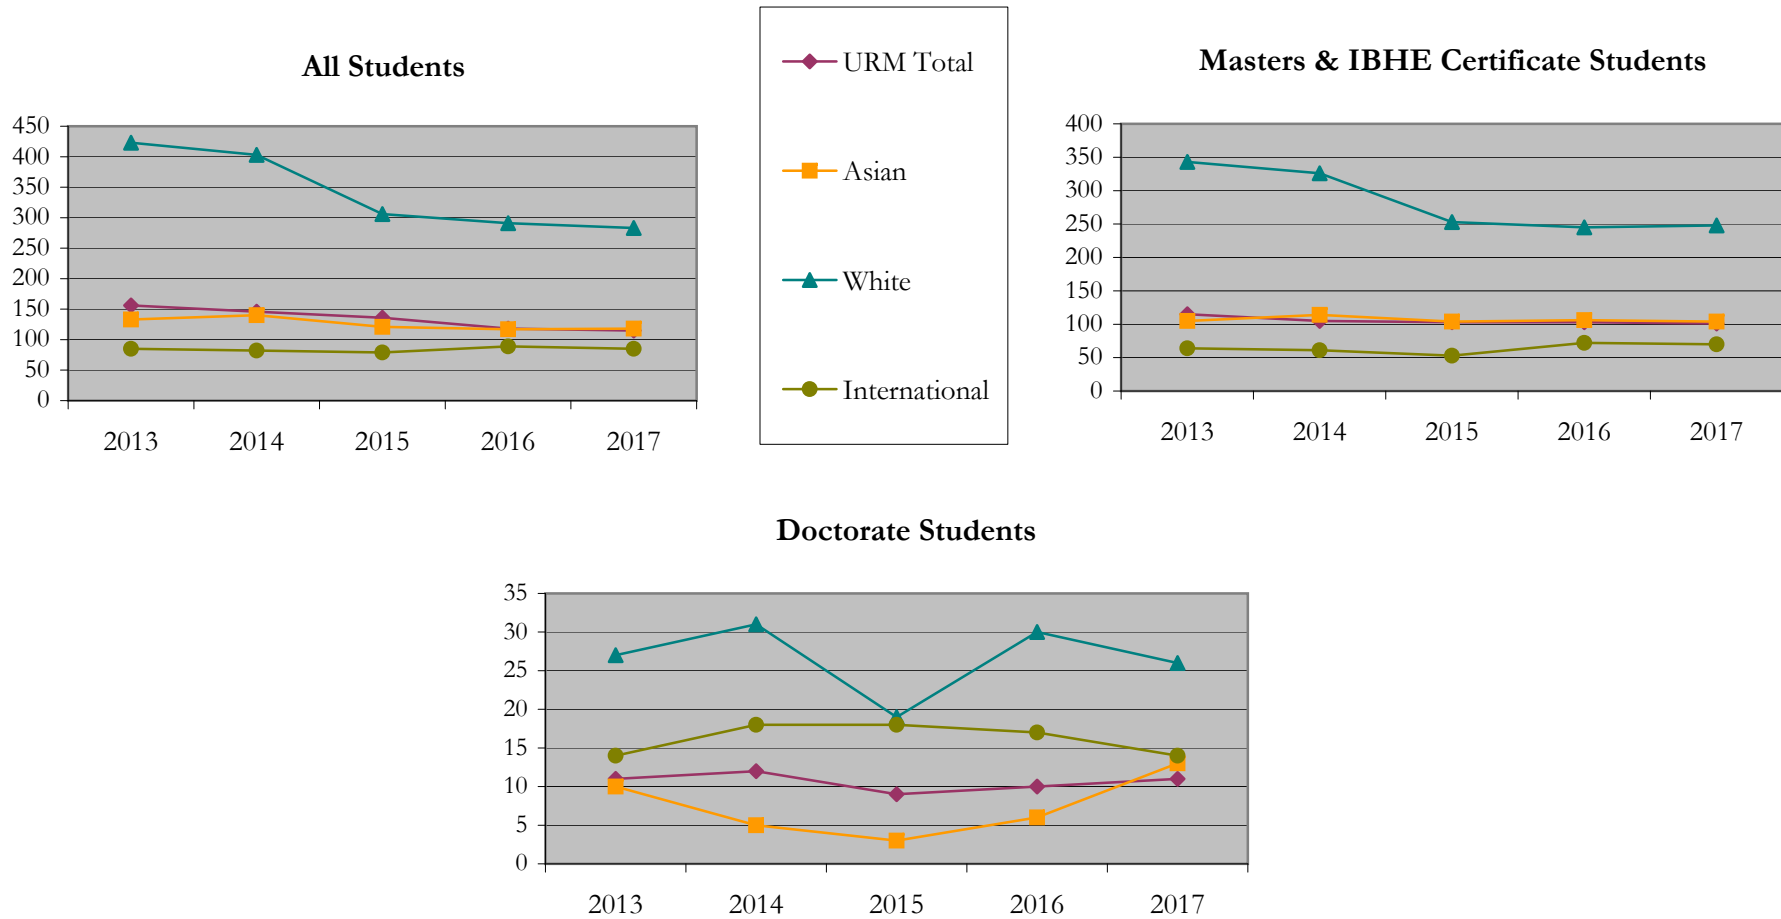 All Students
450
400
350
300
250
200
150
100
50
0
2013 2014 2015 2016 2017
URM Total
Asian
White
International
Masters & IBHE Certificate Students
400
350
300
250
200
150
100
50
0
2013 2014 2015 2016 2017
Doctorate Students
35
30
25
20
15
10
5
0
2013 2014 2015 2016 2017